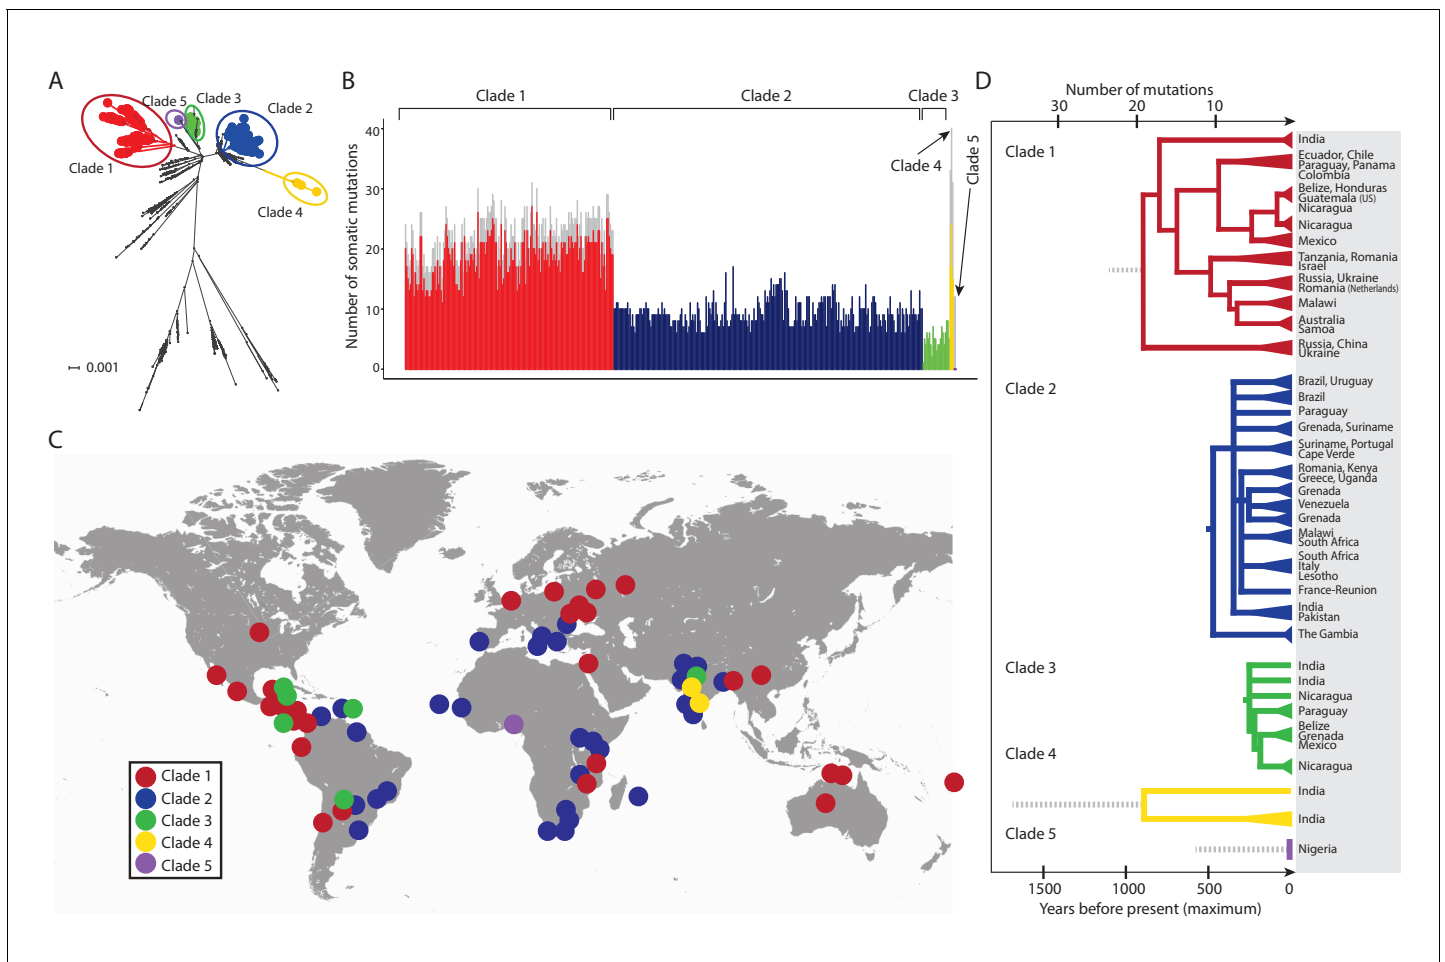 A
Clade 5
Clade 3
Clade 2
Clade 1
Clade 4
0.001
B
Clade 1
Clade 2
Clade 3
Clade 4
Clade 5
Number of somatic mutations
40
30
20
10
0
C
Clade 1
Clade 2
Clade 3
Clade 4
Clade 5
D
Number of mutations
30
20
10
Clade 1
India
Ecuador, Chile
Paraguay, Panama
Colombia
Belize, Honduras
Guatemala (US)
Nicaragua
Nicaragua
Mexico
Tanzania, Romania
Israel
Russia, Ukraine
Romania (Netherlands)
Malawi
Australia
Samoa
Russia, China
Ukraine
Clade 2
Brazil, Uruguay
Brazil
Paraguay
Grenada, Suriname
Suriname, Portugal
Cape Verde
Romania, Kenya
Greece, Uganda
Grenada
Venezuela
Grenada
Malawi
South Africa
South Africa
Italy
Lesotho
France-Reunion
India
Pakistan
The Gambia
Clade 3
India
India
Nicaragua
Paraguay
Belize
Grenada
Mexico
Nicaragua
Clade 4
India
India
Clade 5
Nigeria
1500
1000
500
0
Years before present (maximum)